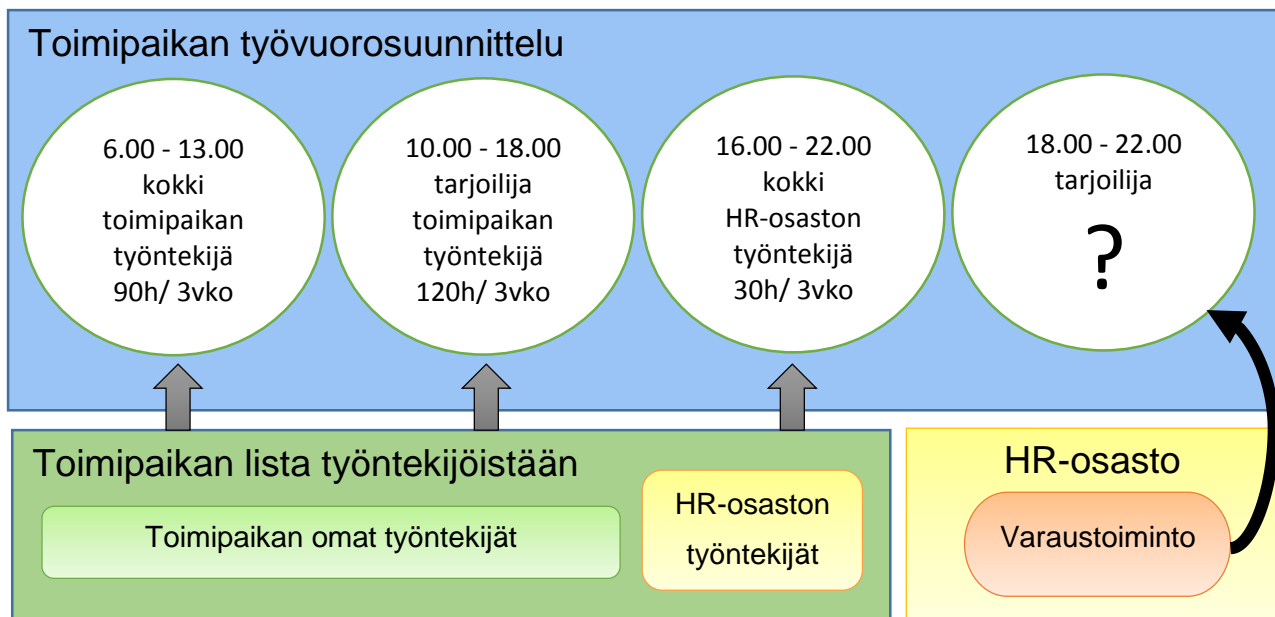 Toimipaikan työvuorosuunnittelu
6.00 - 13.00
kokki
toimipaikan
työntekijä
90h/ 3vko
10.00 - 18.00
tarjoilija
toimipaikan
työntekijä
120h/ 3vko
16.00 - 22.00
kokki
HR-osaston
työntekijä
30h/ 3vko
18.00 - 22.00
tarjoilija
?
Toimipaikan lista työntekijöistään
Toimipaikan omat työntekijät
HR-osaston
työntekijät
HR-osasto
Varaustoiminto